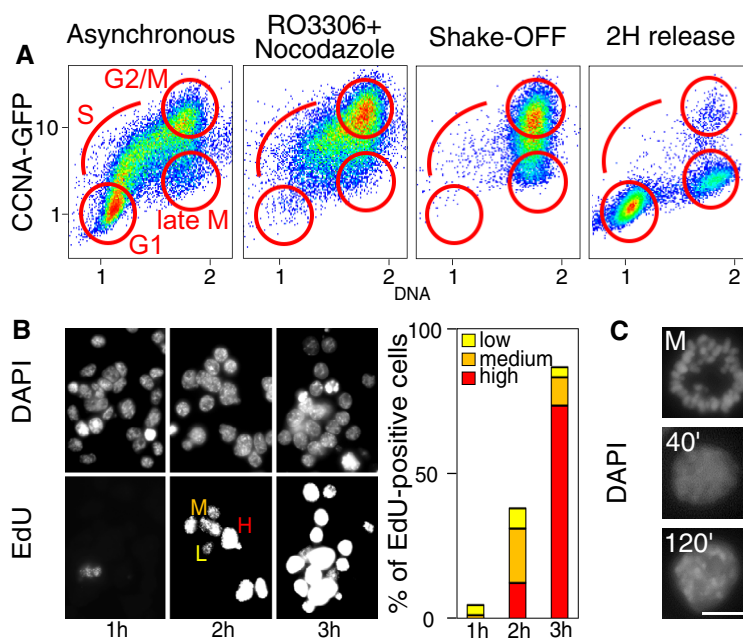 A
Asynchronous
RO3306+
Nocodazole
Shake-OFF
2H release
CCNA-GFP
10
1
G2/M
S
late M
G1
1 2
1 2
1 2
1 2
DNA
B
DAPI
EdU
M
H
L
1h 2h 3h
% of EdU-positive cells
100
50
0
low
medium
high
1h 2h 3h
C
DAPI
M
40'
120'